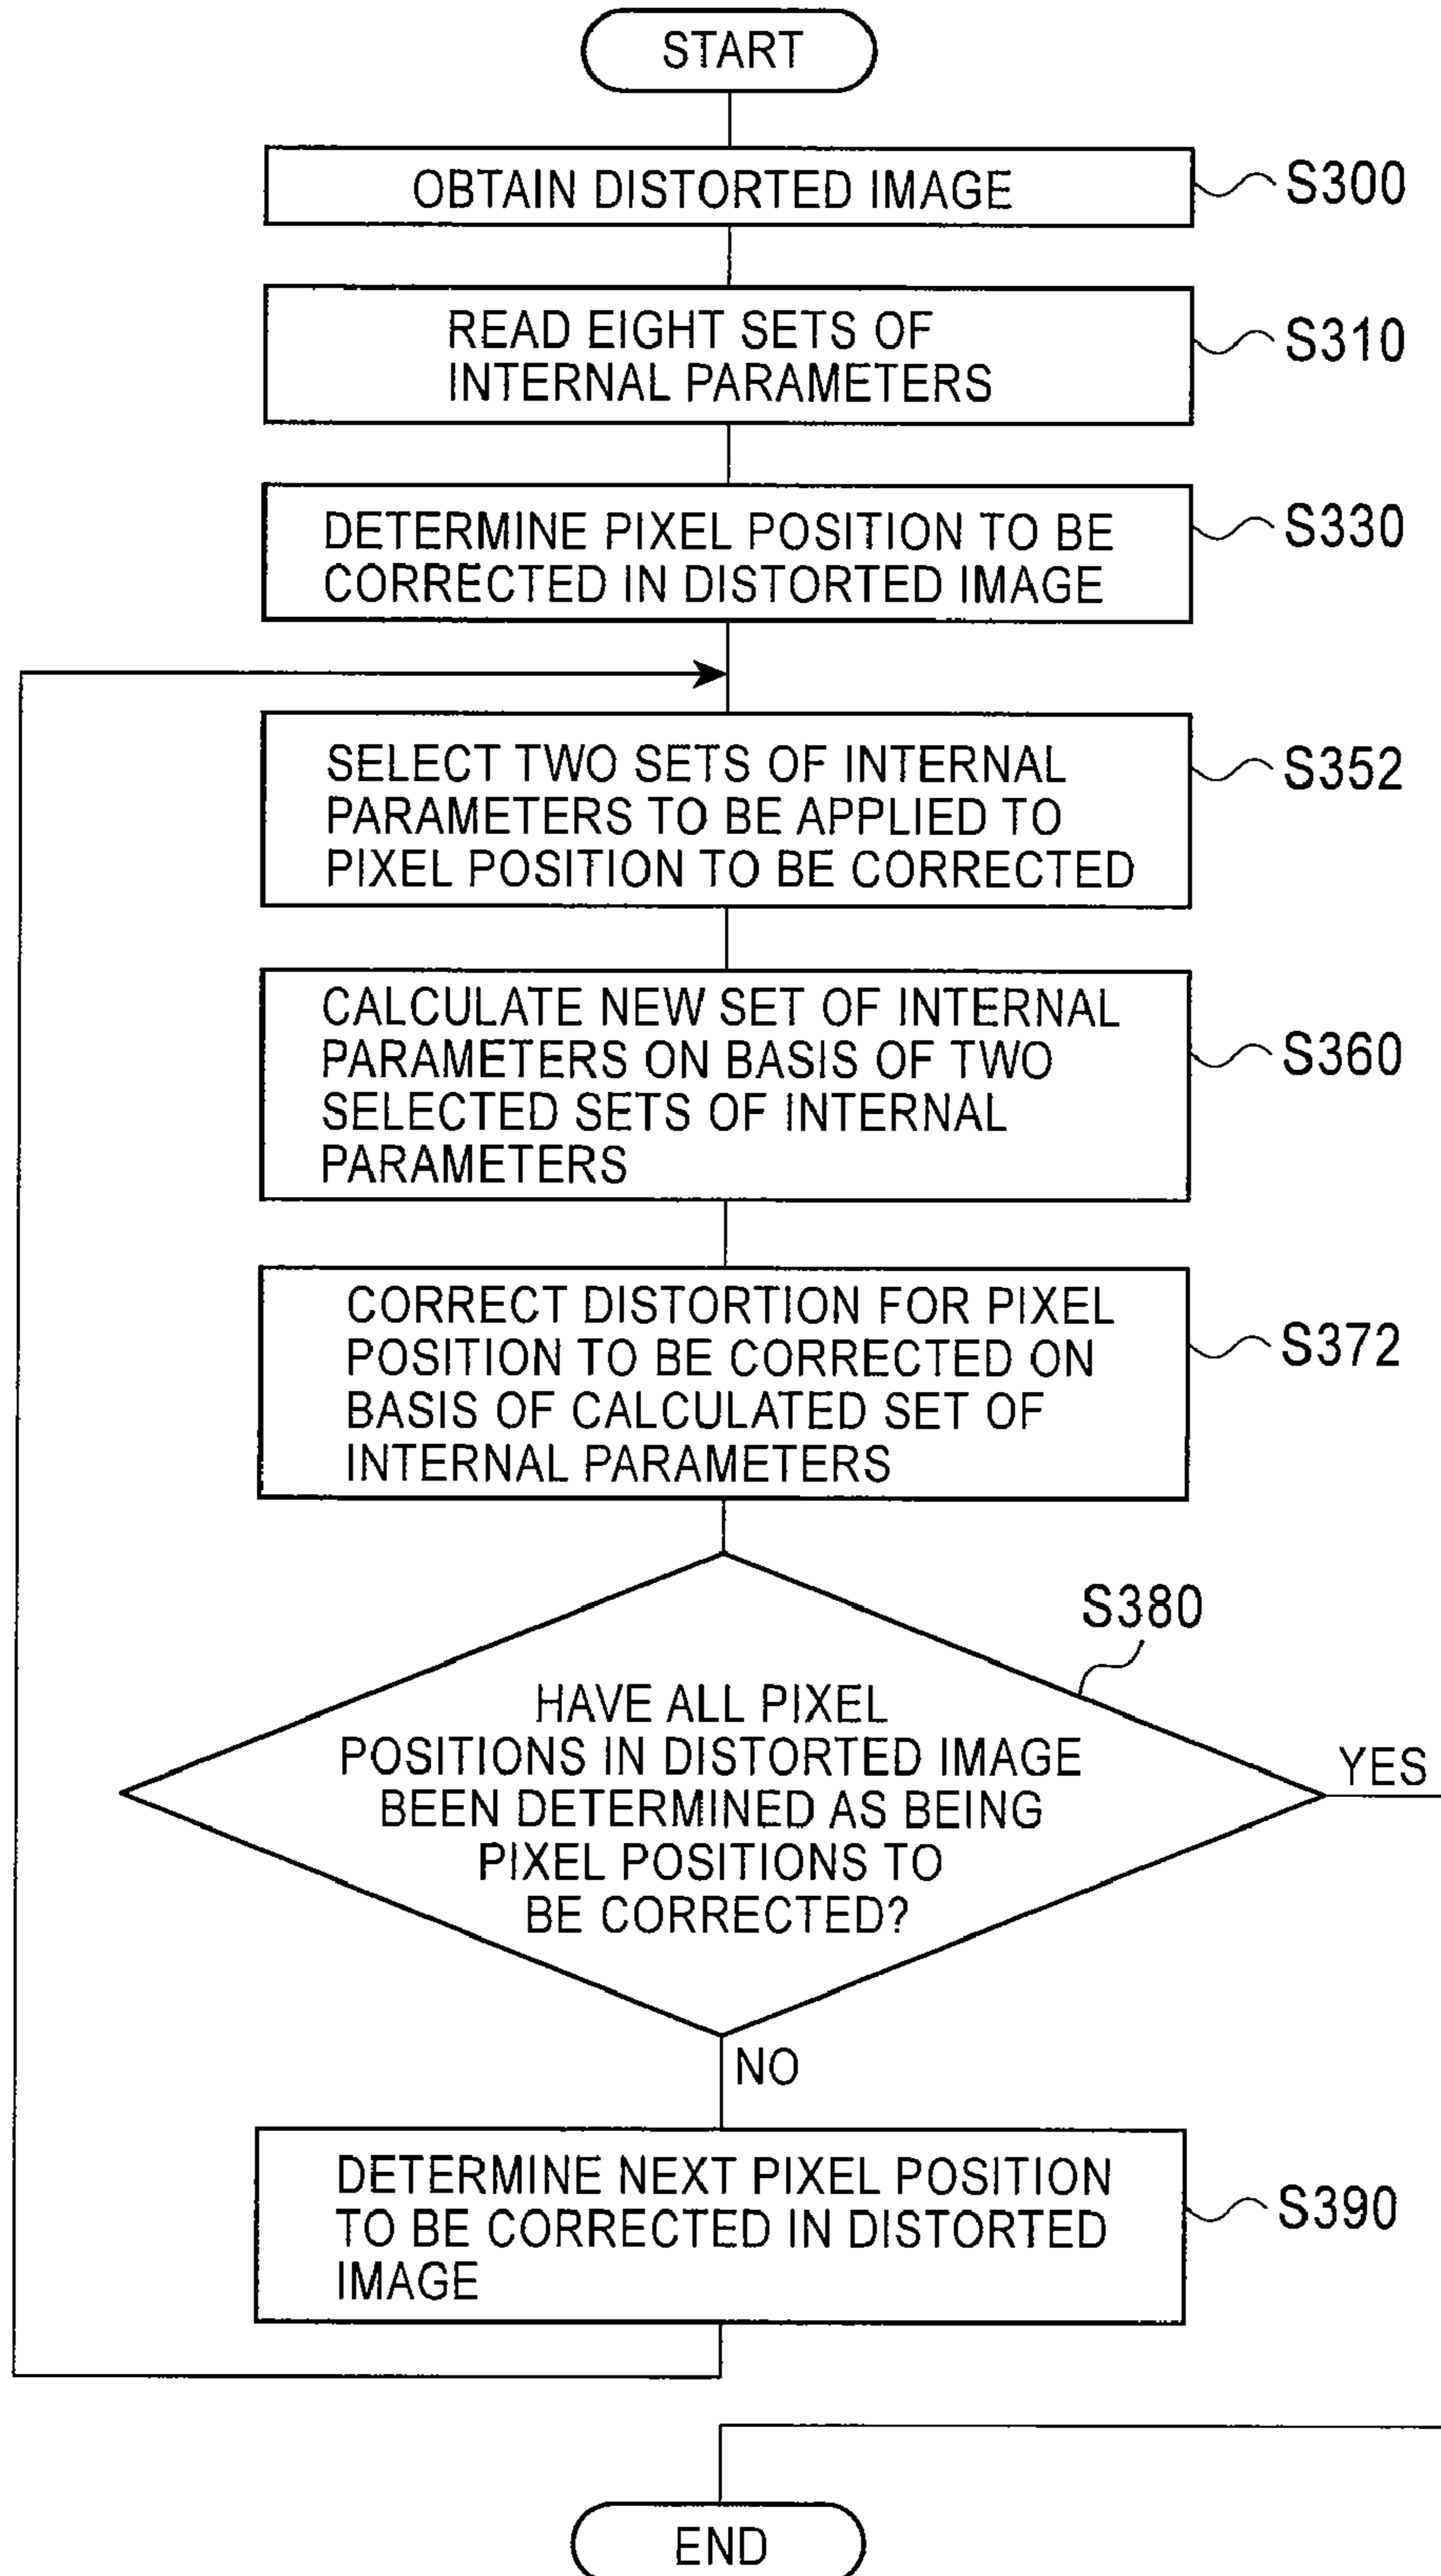 START
OBTAIN DISTORTED IMAGE
S300
READ EIGHT SETS OF
INTERNAL PARAMETERS
S310
DETERMINE PIXEL POSITION TO BE
CORRECTED IN DISTORTED IMAGE
S330
SELECT TWO SETS OF INTERNAL
PARAMETERS TO BE APPLIED TO
PIXEL POSITION TO BE CORRECTED
S352
CALCULATE NEW SET OF INTERNAL
PARAMETERS ON BASIS OF TWO
SELECTED SETS OF INTERNAL
PARAMETERS
S360
CORRECT DISTORTION FOR PIXEL
POSITION TO BE CORRECTED ON
BASIS OF CALCULATED SET OF
INTERNAL PARAMETERS
S372
S380
HAVE ALL PIXEL
POSITIONS IN DISTORTED IMAGE
BEEN DETERMINED AS BEING
PIXEL POSITIONS TO
BE CORRECTED?
YES
NO
DETERMINE NEXT PIXEL POSITION
TO BE CORRECTED IN DISTORTED
IMAGE
S390
END